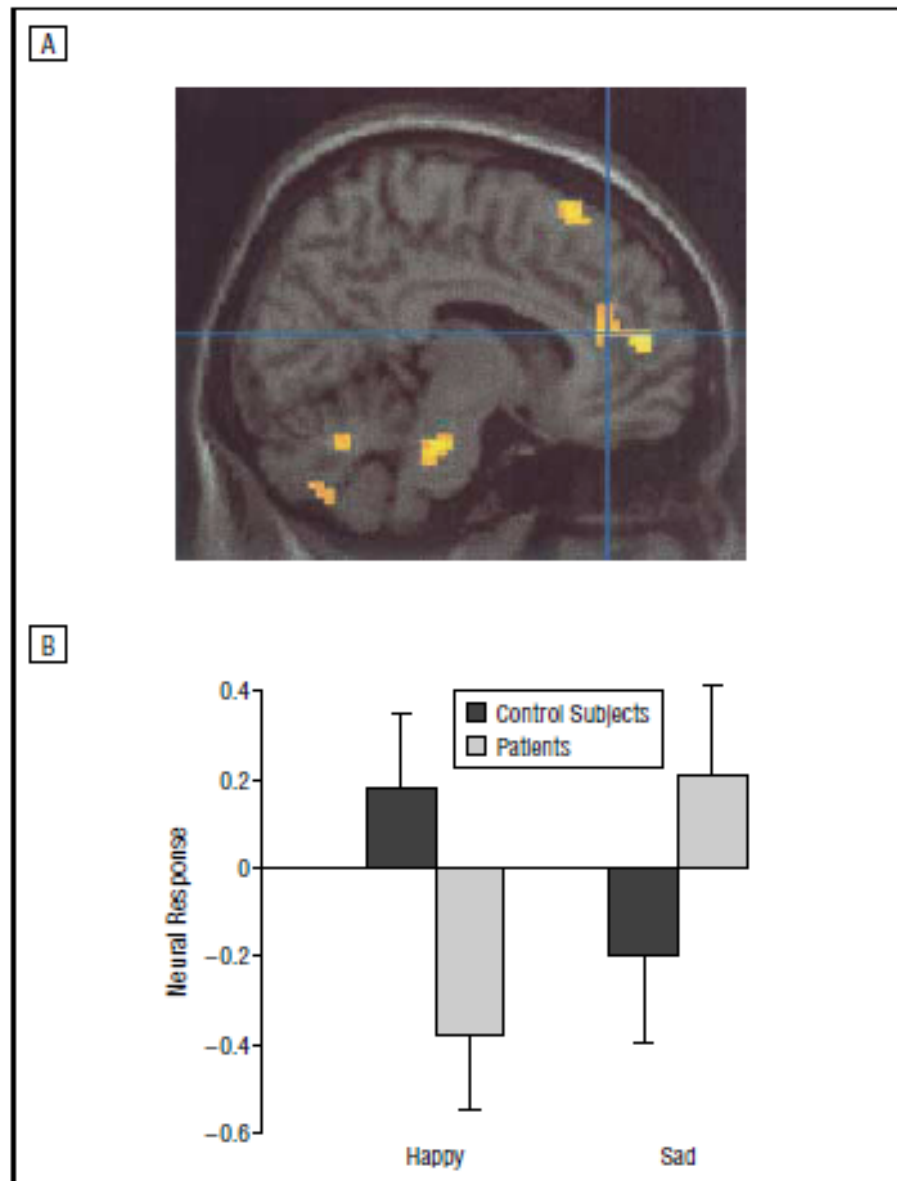 A
B
0.4
0.2
0
−0.2
−0.4
−0.6
Neural Response
Control Subjects
Patients
Happy Sad